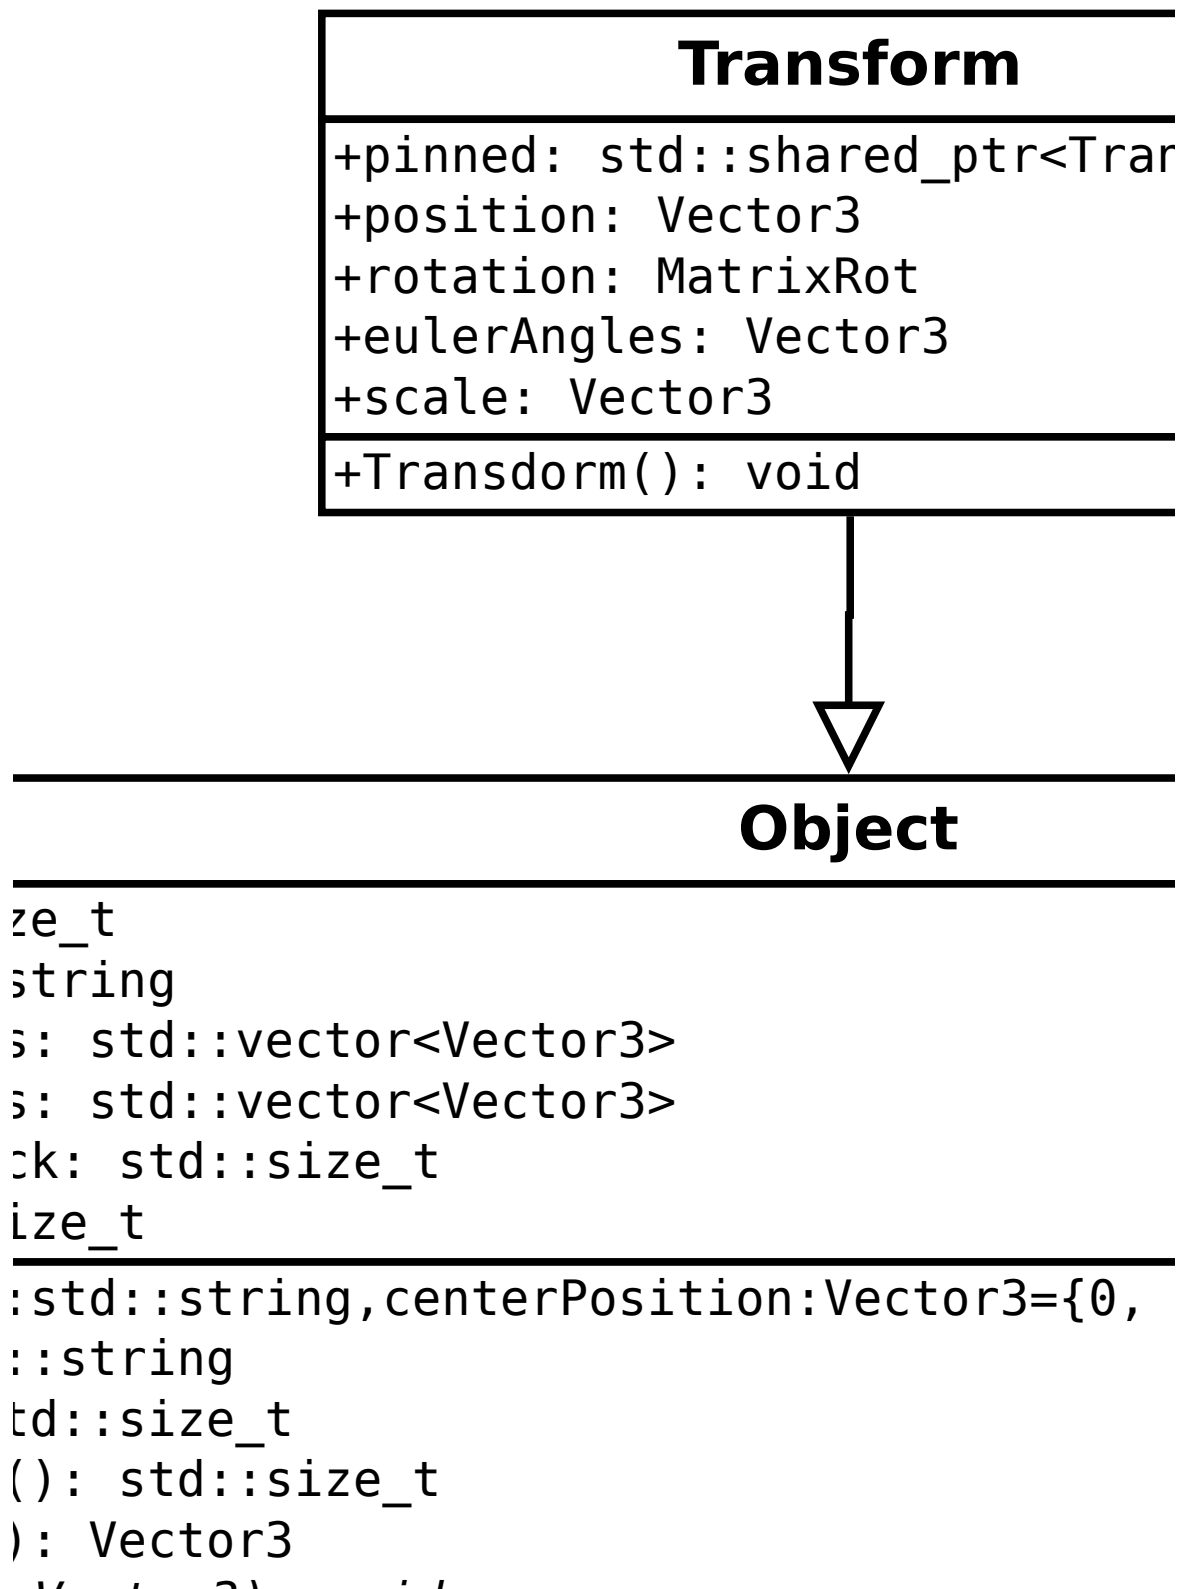 Transform
+pinned: std::shared_ptr<Tran
+position: Vector3
+rotation: MatrixRot
+eulerAngles: Vector3
+scale: Vector3
+Transdorm(): void
Object
ze_t
string
s: std::vector<Vector3>
s: std::vector<Vector3>
ck: std::size_t
ize_t
:std::string,centerPosition:Vector3={0,
::string
td::size_t
(): std::size_t
): Vector3